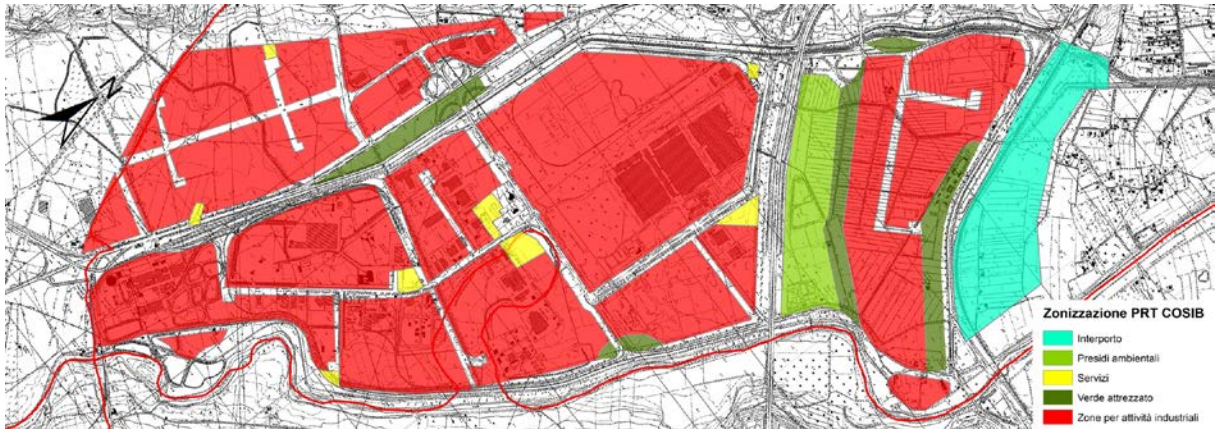 Zonizzazione PRT COSIB
Interporto
Presidi ambientali
Servizi
Verde attrezzato
Zone per attività industriali